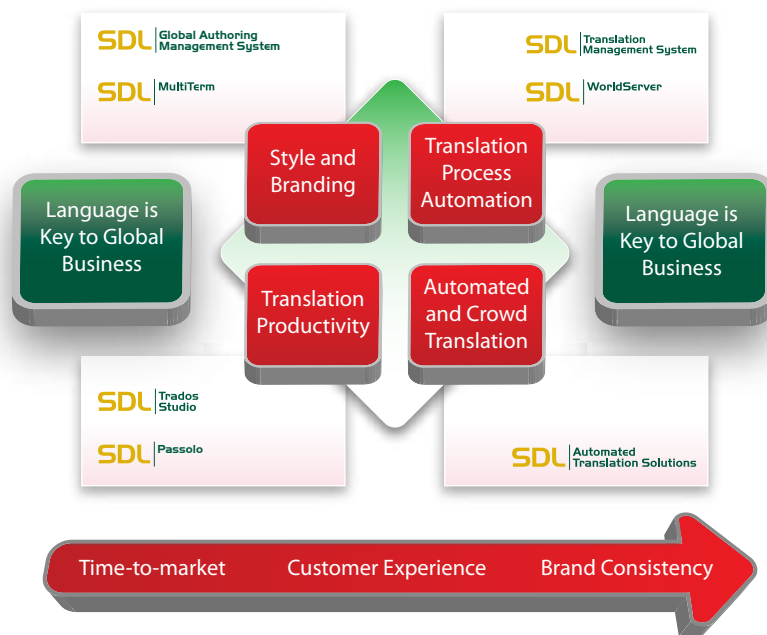 SDL Global Authoring
Management System
SDL MultiTerm
SDL Translation
Management System
SDL WorldServer
Style and
Branding
Translation
Process
Automation
Language is
Key to Global
Business
Language is
Key to Global
Business
Translation
Productivity
Automated
and Crowd
Translation
SDL Trados
Studio
SDL Passolo
SDL Automated
Translation Solutions
Time-to-market
Customer Experience
Brand Consistency